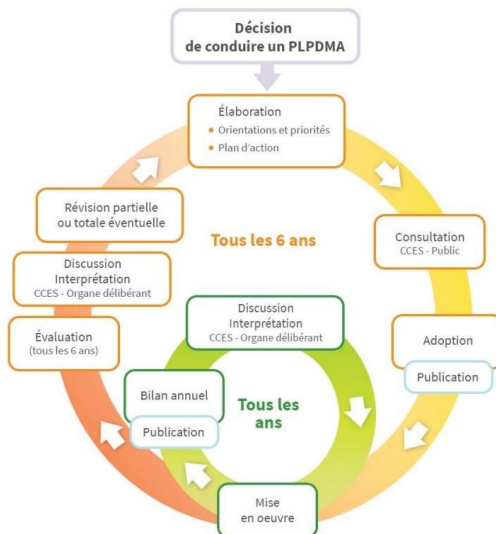 Décision
de conduire un PLPDMA
Élaboration
• Orientations et priorités
• Plan d'action
Consultation
CCES - Public
Adoption
Publication
Mise
en oeuvre
Évaluation
(tous les 6 ans)
Discussion
Interprétation
CCES - Organe délibérant
Révision partielle
ou totale éventuelle
Tous les 6 ans
Discussion
Interprétation
CCES - Organe délibérant
Bilan annuel
Publication
Tous les
ans